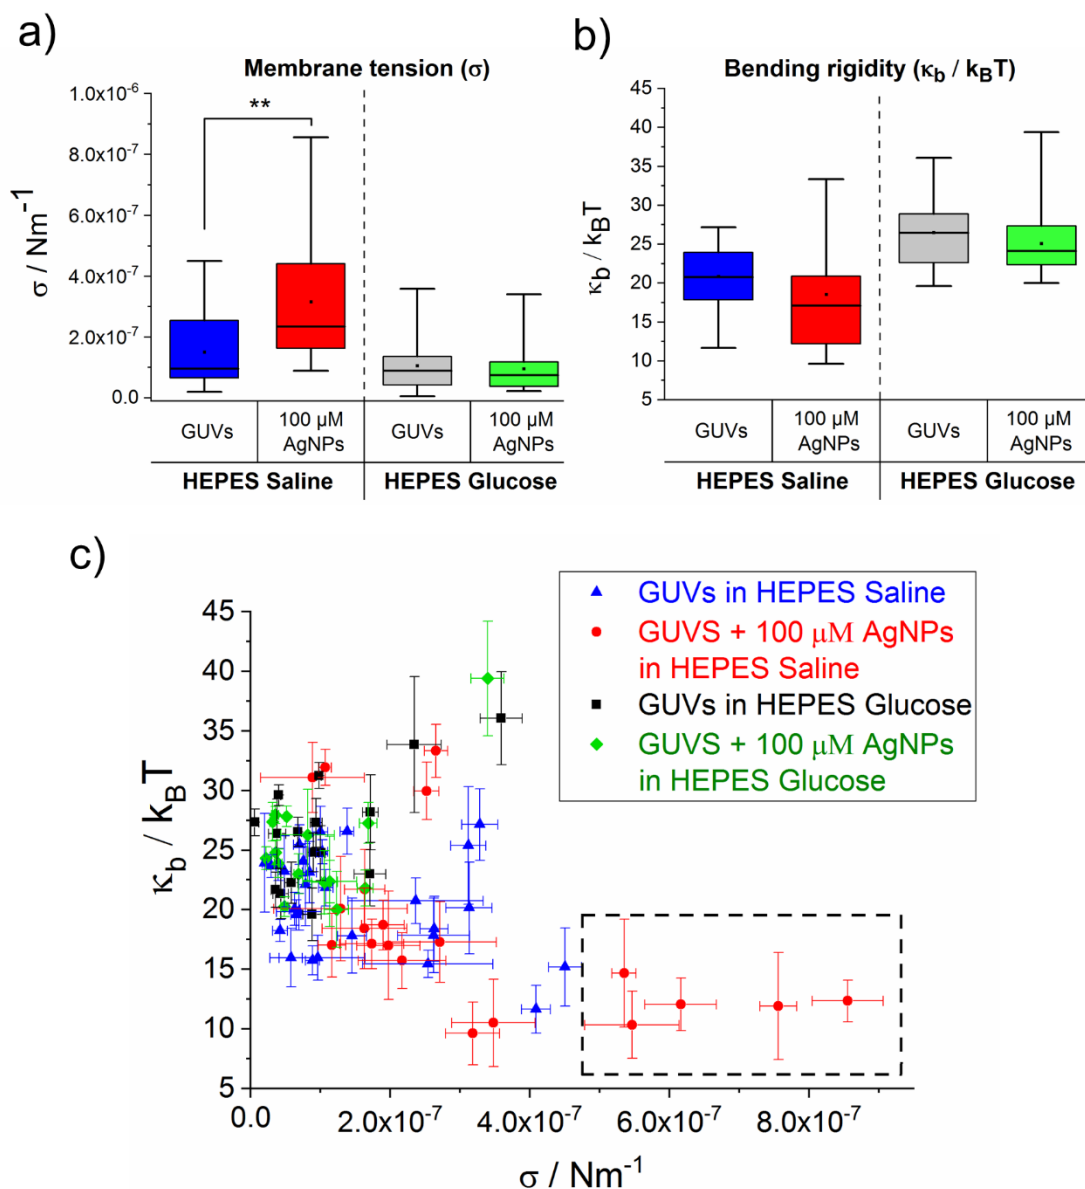 a)
Membrane tension (σ)
**
σ / Nm⁻¹
1.0x10⁻⁶
8.0x10⁻⁷
6.0x10⁻⁷
4.0x10⁻⁷
2.0x10⁻⁷
0.0
GUVs
100 µM
AgNPs
GUVs
100 µM
AgNPs
HEPES Saline
HEPES Glucose
b)
Bending rigidity (κb / kBT)
κb / kBT
45
40
35
30
25
20
15
10
5
GUVs
100 µM
AgNPs
GUVs
100 µM
AgNPs
HEPES Saline
HEPES Glucose
c)
GUVs in HEPES Saline
GUVS + 100 µM AgNPs
in HEPES Saline
GUVs in HEPES Glucose
GUVS + 100 µM AgNPs
in HEPES Glucose
κb / kBT
45
40
35
30
25
20
15
10
5
0.0
2.0x10⁻⁷
4.0x10⁻⁷
6.0x10⁻⁷
8.0x10⁻⁷
σ / Nm⁻¹